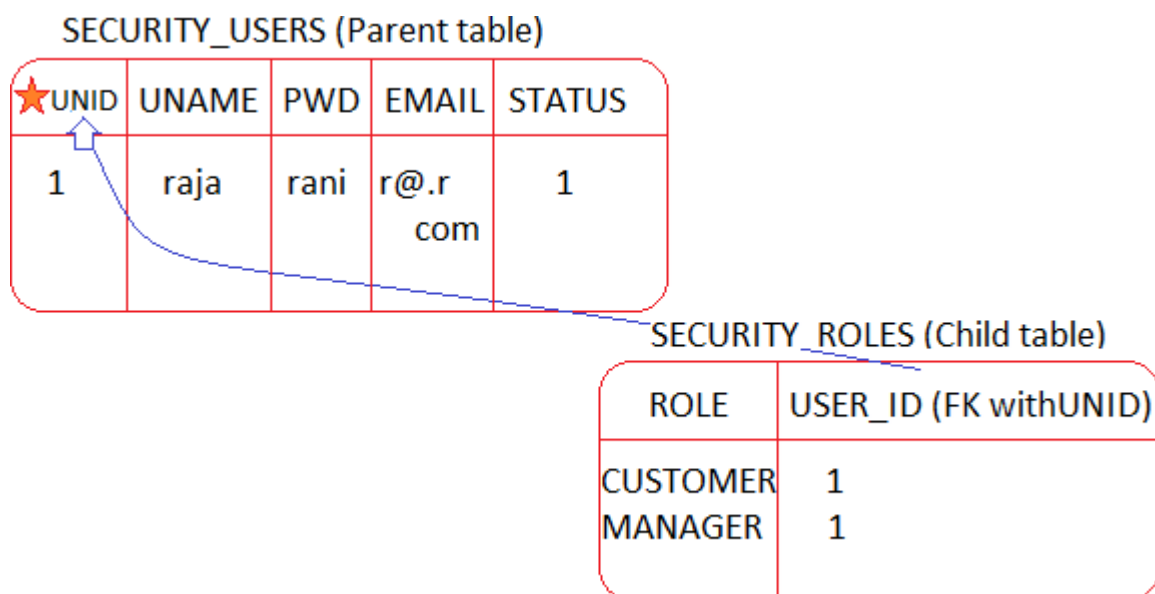 SECURITY_USERS (Parent table)
UNID UNAME PWD EMAIL STATUS
1 raja rani r@.r 1
com
SECURITY_ROLES (Child table)
ROLE USER_ID (FK withUNID)
CUSTOMER 1
MANAGER 1